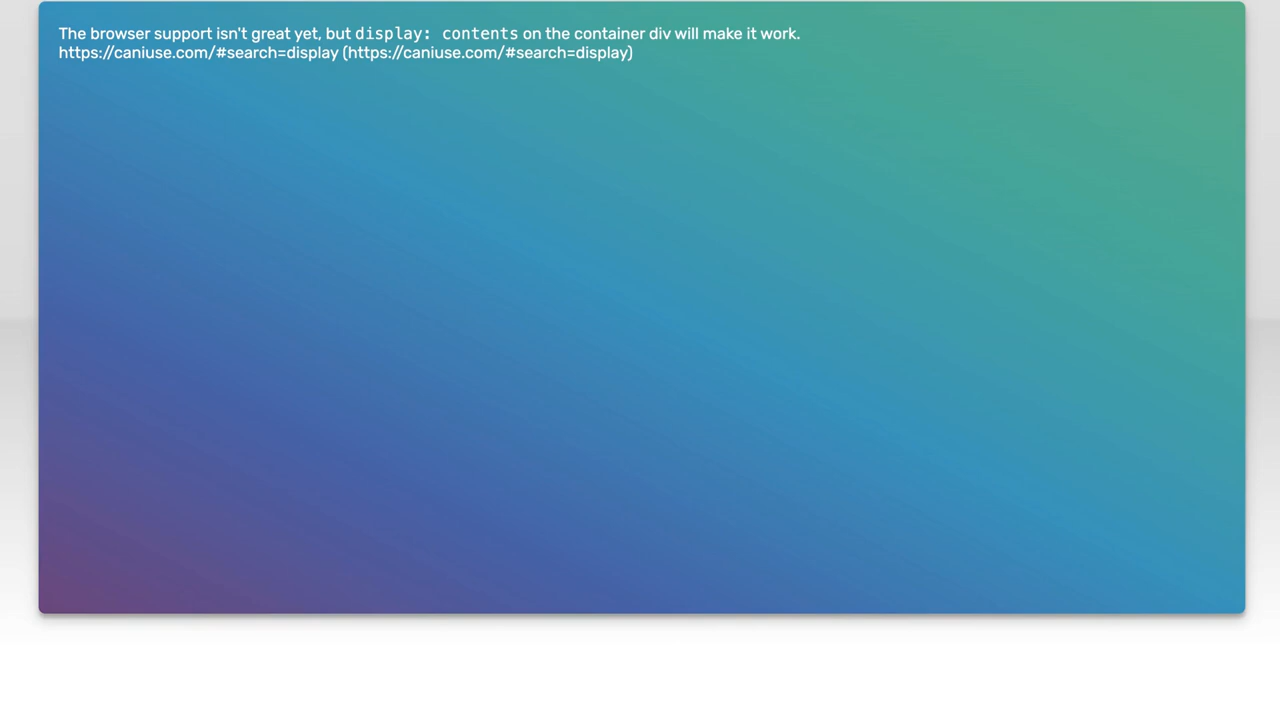 The browser support isn't great yet, but display: contents on the container div will make it work.
https://caniuse.com/#search=display (https://caniuse.com/#search=display)